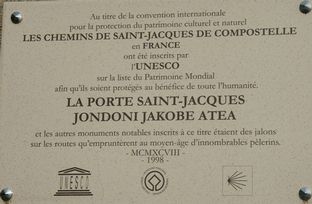 Au titre de la convention internationale
pour la protection du patrimoine culturel et naturel
LES CHEMINS DE SAINT-JACQUES DE COMPOSTELLE
en FRANCE
ont été inscrits par
l'UNESCO
sur la liste du Patrimoine Mondial
afin qu'ils soient protégés au bénéfice de toute l'humanité.
LA PORTE SAINT-JACQUES
JONDONI JAKOBE ATEA
et les autres monuments notables inscrits à ce titre étaient des jalons
sur les routes qu'empruntèrent au moyen-âge d'innombrables pèlerins.
- MCMXCVIII -
- 1998 -
UNESCO